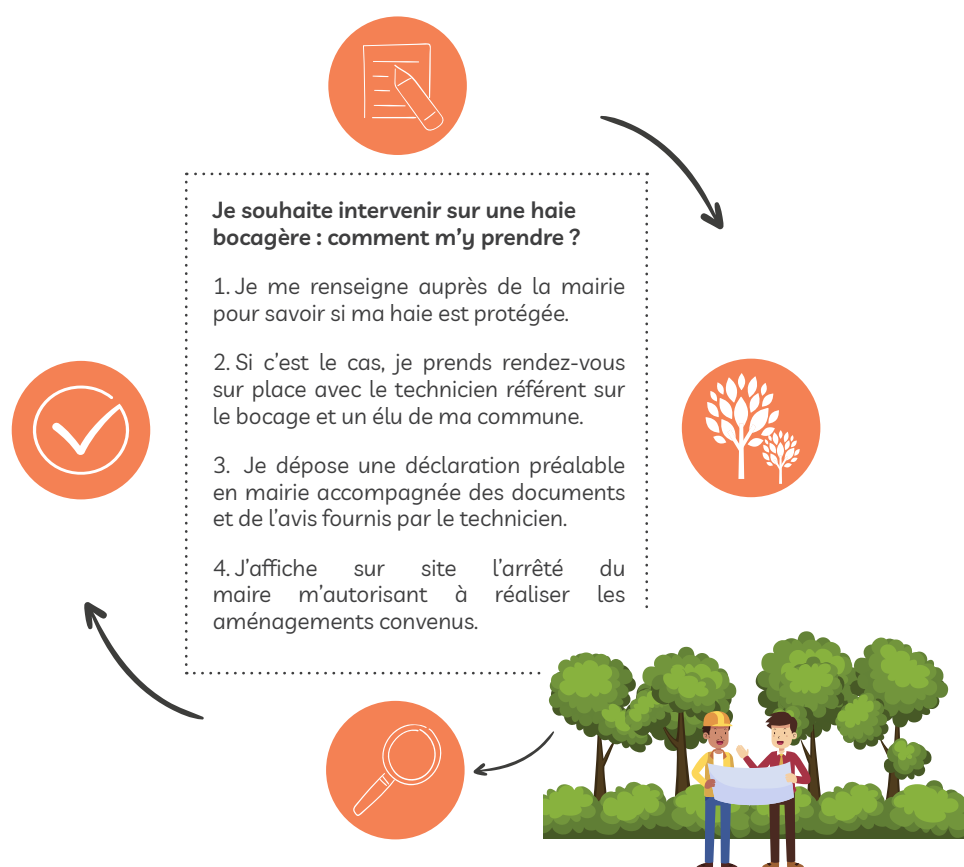 Je souhaite intervenir sur une haie
bocagère : comment m'y prendre ?
1. Je me renseigne auprès de la mairie
pour savoir si ma haie est protégée.
2. Si c'est le cas, je prends rendez-vous
sur place avec le technicien référent sur
le bocage et un élu de ma commune.
3. Je dépose une déclaration préalable
en mairie accompagnée des documents
et de l'avis fournis par le technicien.
4. J'affiche sur site l'arrêté du
maire m'autorisant à réaliser les
aménagements convenus.